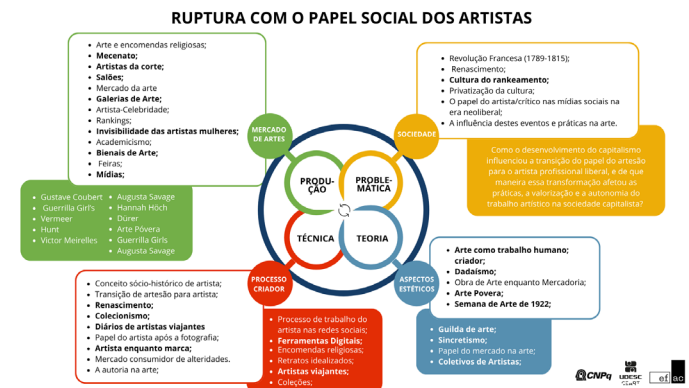 RUPTURA COM O PAPEL SOCIAL DOS ARTISTAS
Arte e encomendas religiosas;
Mecenato;
Artistas da corte;
Salões;
Mercado da arte
Galerias de Arte;
Artista-Celebridade;
Rankings;
Invisibilidade das artistas mulheres;
Academicismo;
Bienais de Arte;
Feiras;
Mídias;
MERCADO
DE ARTES
Gustave Coubert
Guerrilla Girl's
Vermeer
Hunt
Victor Meirelles
Augusta Savage
Hannah Höch
Dürer
Arte Póvera
Guerrilla Girls
Augusta Savage
SOCIEDADE
Revolução Francesa (1789-1815);
Renascimento;
Cultura do rankeamento;
Privatização da cultura;
O papel do artista/crítico nas mídias sociais na
era neoliberal;
A influência destes eventos e práticas na arte.
Como o desenvolvimento do capitalismo
influenciou a transição do papel do artesão
para o artista profissional liberal, e de que
maneira essa transformação afetou as
práticas, a valorização e a autonomia do
trabalho artístico na sociedade capitalista?
PRODU-
ÇÃO
PROBLE-
MÁTICA
TÉCNICA
TEORIA
PROCESSO
CRIADOR
Conceito sócio-histórico de artista;
Transição de artesão para artista;
Renascimento;
Colecionismo;
Diários de artistas viajantes
Papel do artista após a fotografia;
Artista enquanto marca;
Mercado consumidor de alteridades.
A autoria na arte;
Processo de trabalho do
artista nas redes sociais;
Ferramentas Digitais;
Encomendas religiosas;
Retratos idealizados;
Artistas viajantes;
Coleções;
ASPECTOS
ESTÉTICOS
Arte como trabalho humano;
criador;
Dadaísmo;
Obra de Arte enquanto Mercadoria;
Arte Povera;
Semana de Arte de 1922;
Guilda de arte;
Sincretismo;
Papel do mercado na arte;
Coletivos de Artistas;
CNPq
UDESC
efac